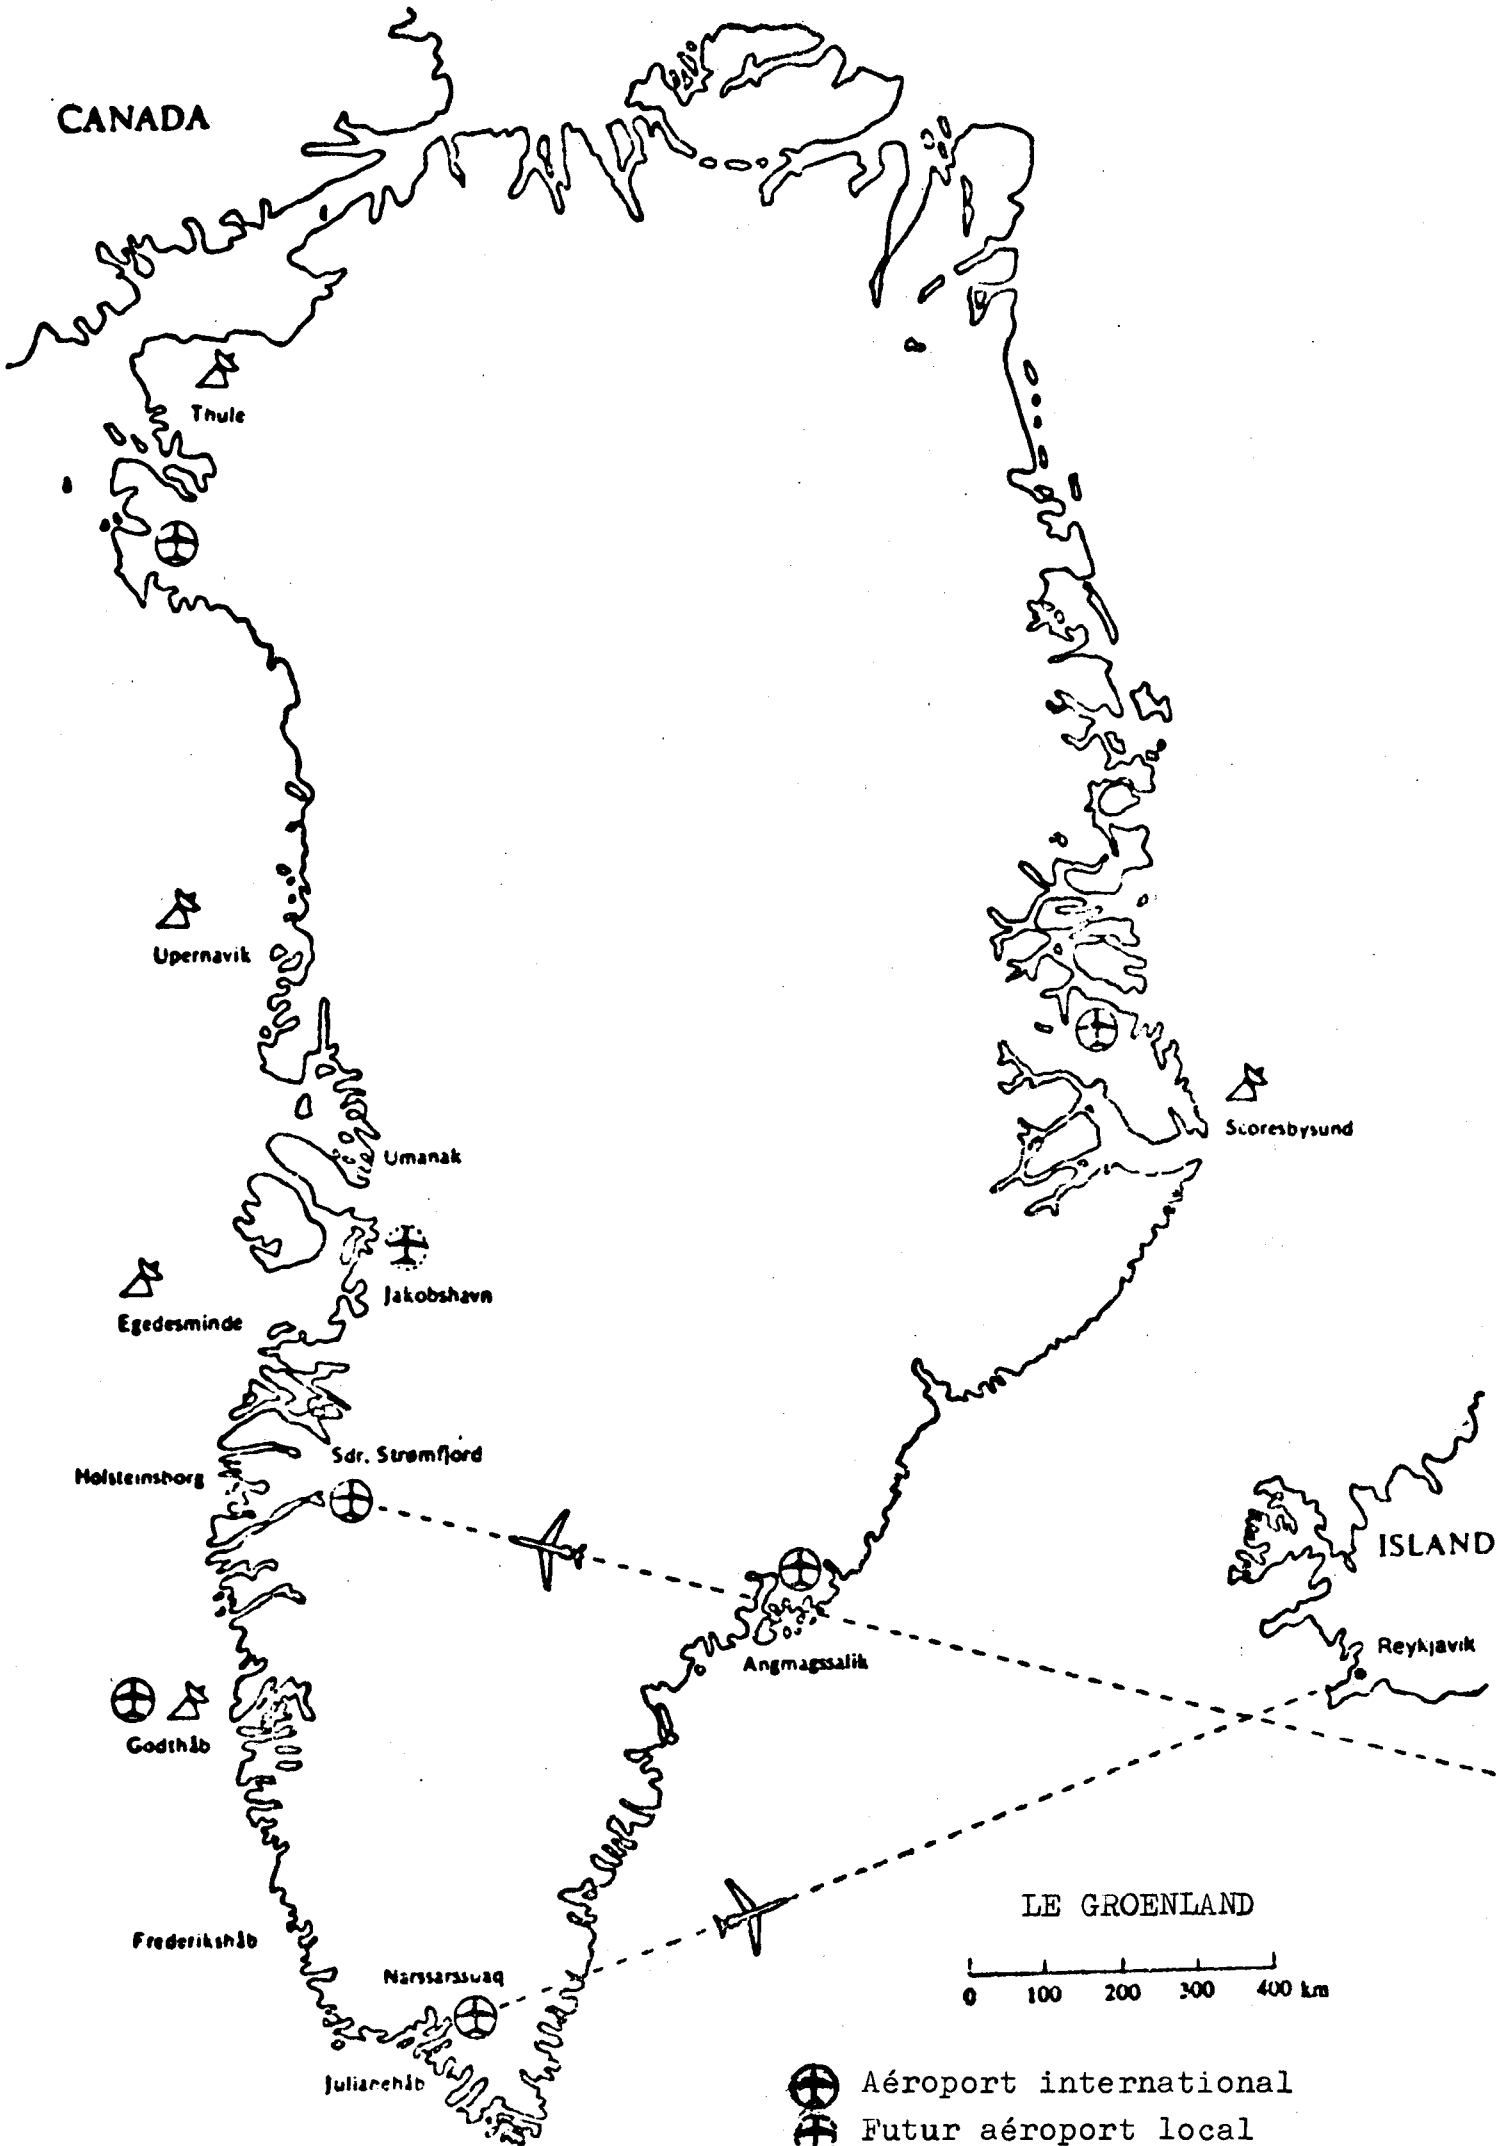 CANADA
Thule
Upernavik
Umanak
Jakobshavn
Egedesminde
Sdr. Strømfjord
Holsteinsborg
ISLAND
Scoresbysund
Reykjavik
Angmagssalik
Godthåb
LE GROENLAND
Frederikshåb
Narssarssuaq
0 100 200 300 400 km
Julianehåb
Aéroport international
Futur aéroport local